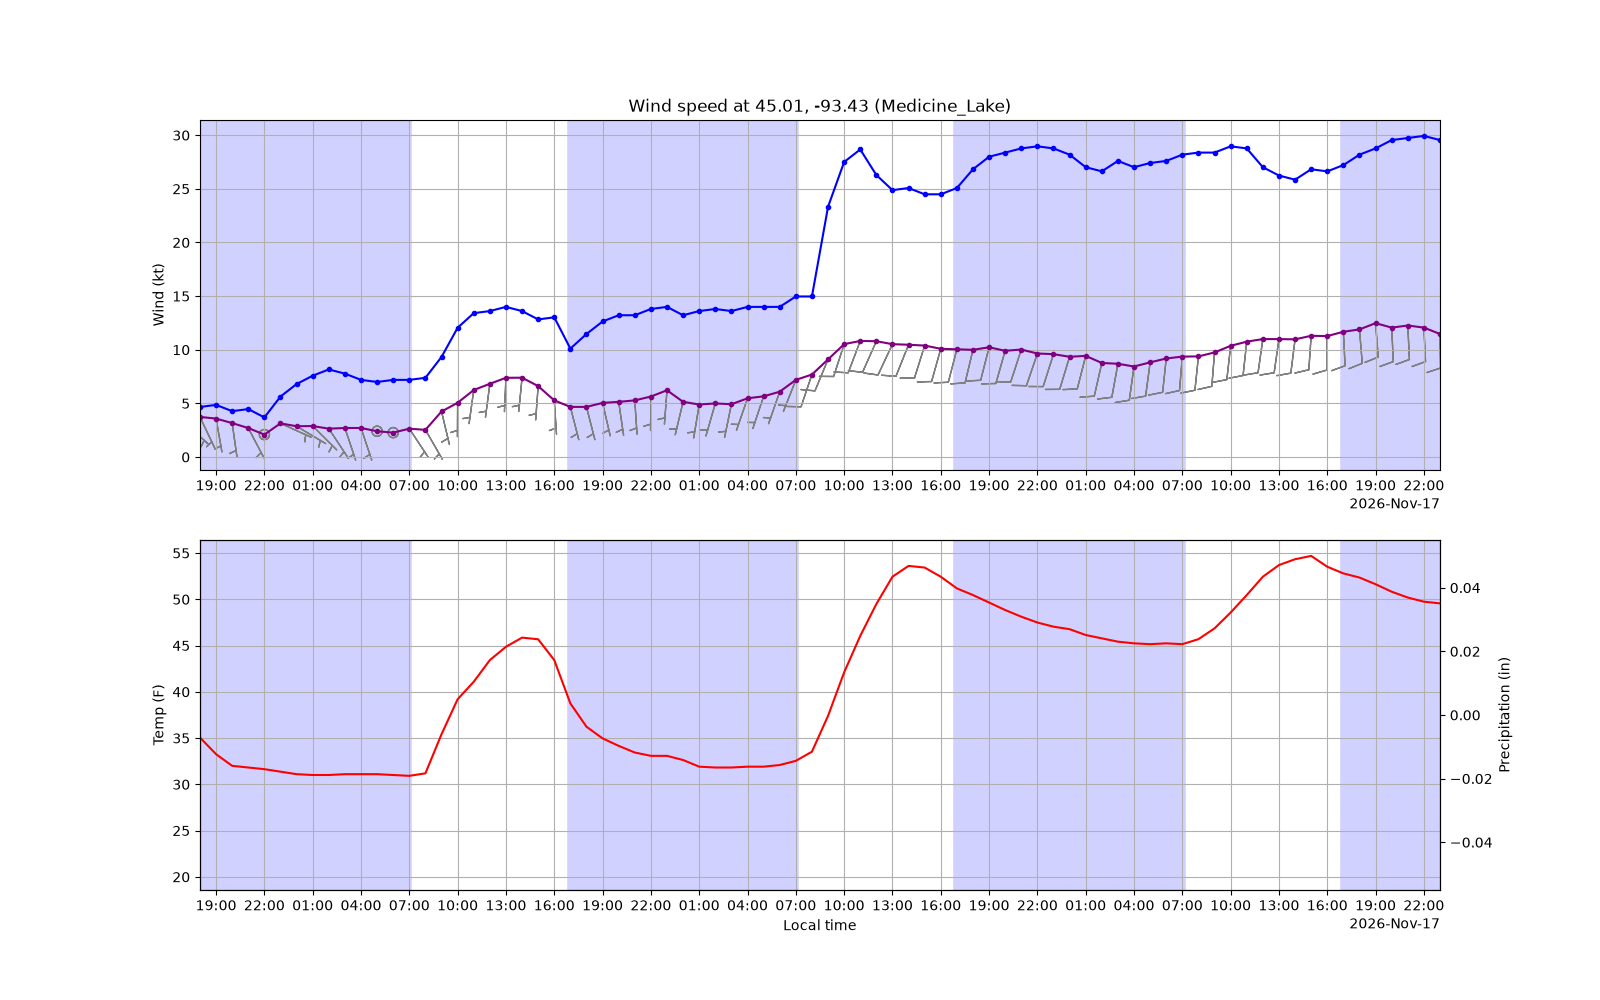 Wind speed at 45.01, -93.43 (Medicine_Lake)
30
25
20
15
10
5
0
Wind (kt)
19:00 22:00 01:00 04:00 07:00 10:00 13:00 16:00 19:00 22:00 01:00 04:00 07:00 10:00 13:00 16:00 19:00 22:00 01:00 04:00 07:00 10:00 13:00 16:00 19:00 22:00
2026-Nov-17
55
50
45
40
35
30
25
20
Temp (F)
0.04
0.02
0.00
−0.02
−0.04
Precipitation (in)
19:00 22:00 01:00 04:00 07:00 10:00 13:00 16:00 19:00 22:00 01:00 04:00 07:00 10:00 13:00 16:00 19:00 22:00 01:00 04:00 07:00 10:00 13:00 16:00 19:00 22:00
Local time
2026-Nov-17